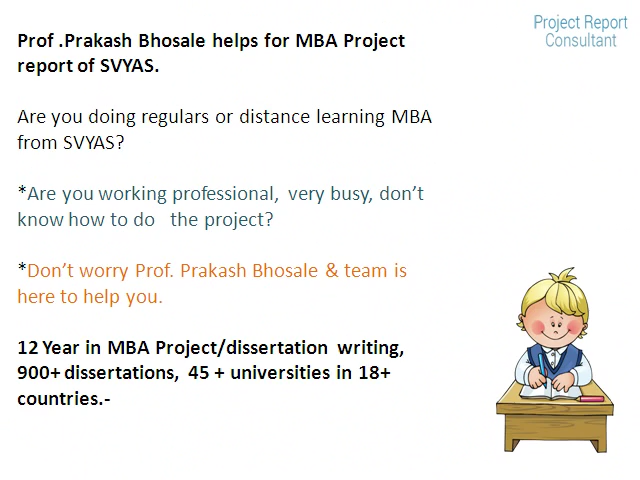 Project Report
Consultant
Prof .Prakash Bhosale helps for MBA Project
report of SVYAS.
Are you doing regulars or distance learning MBA
from SVYAS?
*Are you working professional,  very busy, don't
know how to do   the project?
*Don't worry Prof. Prakash Bhosale & team is
here to help you.
12 Year in MBA Project/dissertation  writing,
900+ dissertations,  45 + universities in 18+
countries.-